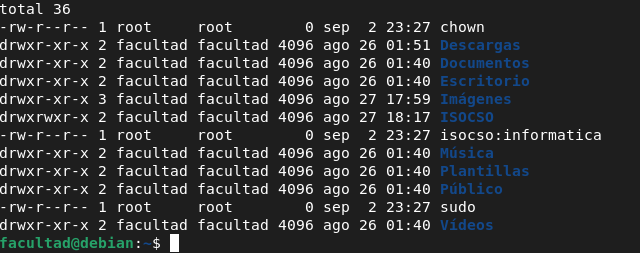 total 36
-rw-r--r-- 1 root     root        0 sep  2 23:27 chown
drwxr-xr-x 2 facultad facultad 4096 ago 26 01:51 Descargas
drwxr-xr-x 2 facultad facultad 4096 ago 26 01:40 Documentos
drwxr-xr-x 2 facultad facultad 4096 ago 26 01:40 Escritorio
drwxr-xr-x 3 facultad facultad 4096 ago 27 17:59 Imágenes
drwxrwxr-x 2 facultad facultad 4096 ago 27 18:17 ISOCSO
-rw-r--r-- 1 root     root        0 sep  2 23:27 isocso:informatica
drwxr-xr-x 2 facultad facultad 4096 ago 26 01:40 Música
drwxr-xr-x 2 facultad facultad 4096 ago 26 01:40 Plantillas
drwxr-xr-x 2 facultad facultad 4096 ago 26 01:40 Público
-rw-r--r-- 1 root     root        0 sep  2 23:27 sudo
drwxr-xr-x 2 facultad facultad 4096 ago 26 01:40 Vídeos
facultad@debian:~$